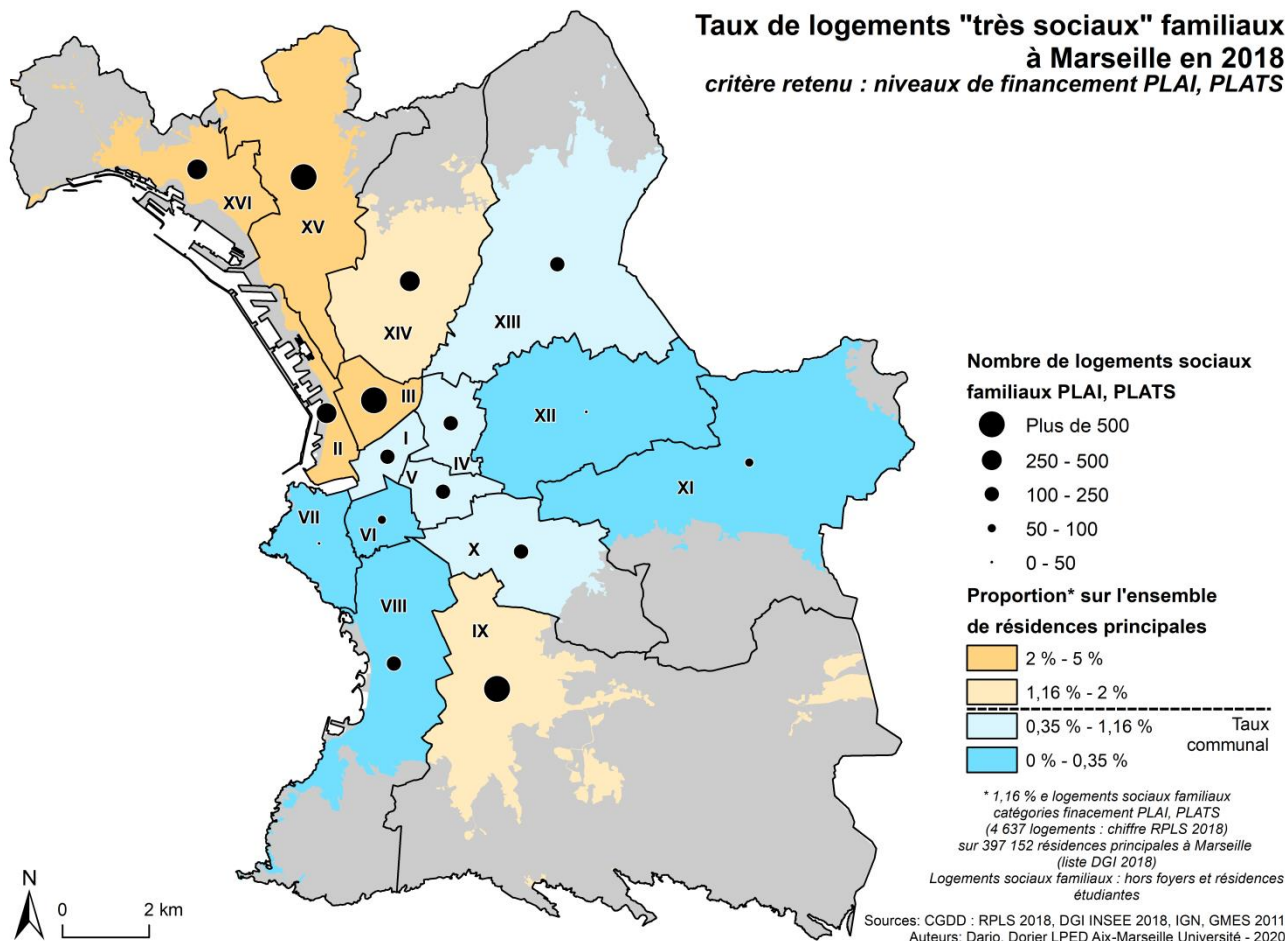 Taux de logements "très sociaux" familiaux
à Marseille en 2018
critère retenu : niveaux de financement PLAI, PLATS
XVI
XV
XIV
XIII
III
XII
II
I
IV
V
XI
VII
VI
X
VIII
IX
Nombre de logements sociaux
familiaux PLAI, PLATS
Plus de 500
250 - 500
100 - 250
50 - 100
0 - 50
Proportion* sur l'ensemble
de résidences principales
2 % - 5 %
1,16 % - 2 %
0,35 % - 1,16 %
Taux
communal
0 % - 0,35 %
* 1,16 % e logements sociaux familiaux
catégories finacement PLAI, PLATS
(4 637 logements : chiffre RPLS 2018)
sur 397 152 résidences principales à Marseille
(liste DGI 2018)
Logements sociaux familiaux : hors foyers et résidences
étudiantes
Sources: CGDD : RPLS 2018, DGI INSEE 2018, IGN, GMES 2011
Auteurs: Dario, Dorier LPED Aix-Marseille Université - 2020
N
0 2 km